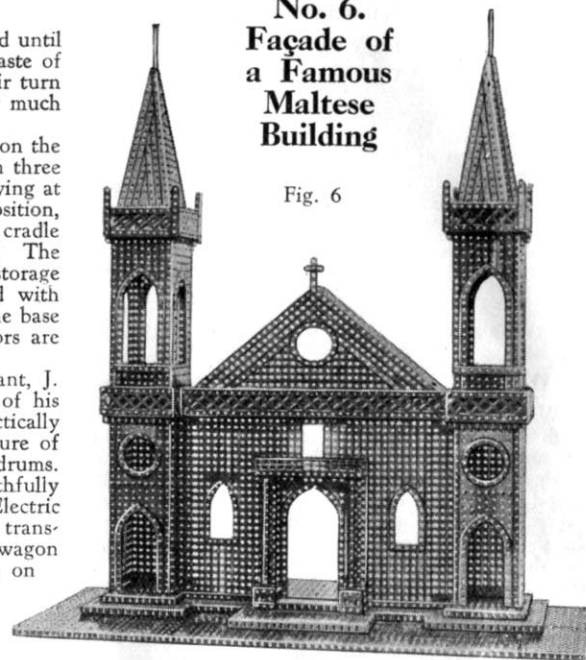 d until
aste of
ir turn
much
on the
n three
ying at
osition,
cradle
The
storage
d with
ne base
ors are
ant, J.
of his
ctically
ure of
drums.
thfully
Electric
trans-
wagon
on
No. 6.
Façade of
a Famous
Maltese
Building
Fig. 6